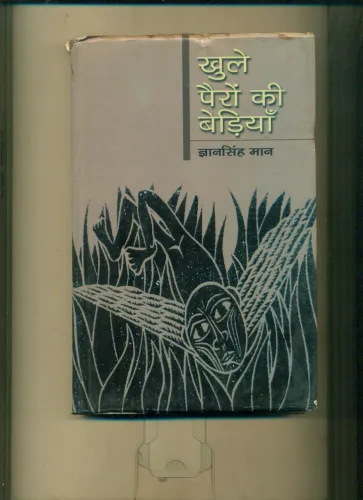 खुले
पैरों की
बेड़ियाँ
ज्ञानसिंह मान